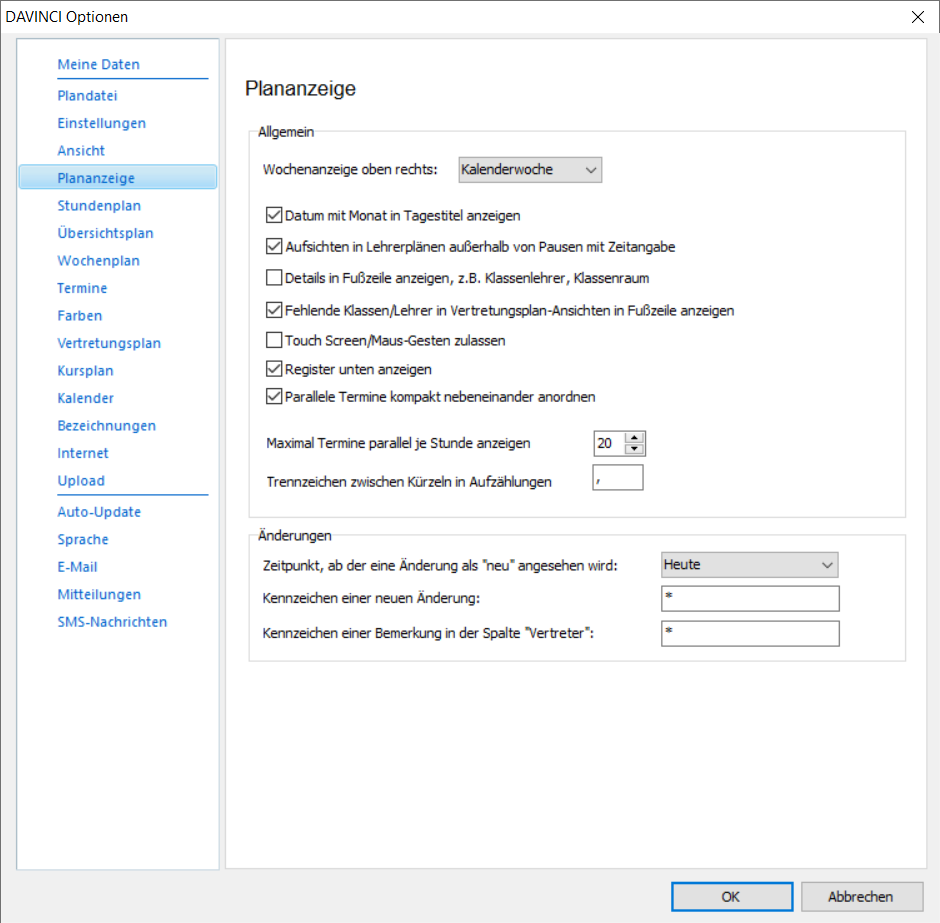 DAVINCI Optionen
Meine Daten
Plandatei
Einstellungen
Ansicht
Plananzeige
Stundenplan
Übersichtsplan
Wochenplan
Termine
Farben
Vertretungsplan
Kursplan
Kalender
Bezeichnungen
Internet
Upload
Auto-Update
Sprache
E-Mail
Mitteilungen
SMS-Nachrichten
Plananzeige
Allgemein
Wochenanzeige oben rechts: Kalenderwoche
Datum mit Monat in Tagestitel anzeigen
Aufsichten in Lehrerplänen außerhalb von Pausen mit Zeitangabe
Details in Fußzeile anzeigen, z.B. Klassenlehrer, Klassenraum
Fehlende Klassen/Lehrer in Vertretungsplan-Ansichten in Fußzeile anzeigen
Touch Screen/Maus-Gesten zulassen
Register unten anzeigen
Parallele Termine kompakt nebeneinander anordnen
Maximal Termine parallel je Stunde anzeigen 20
Trennzeichen zwischen Kürzeln in Aufzählungen ,
Änderungen
Zeitpunkt, ab der eine Änderung als "neu" angesehen wird: Heute
Kennzeichen einer neuen Änderung: *
Kennzeichen einer Bemerkung in der Spalte "Vertreter": *
OK Abbrechen